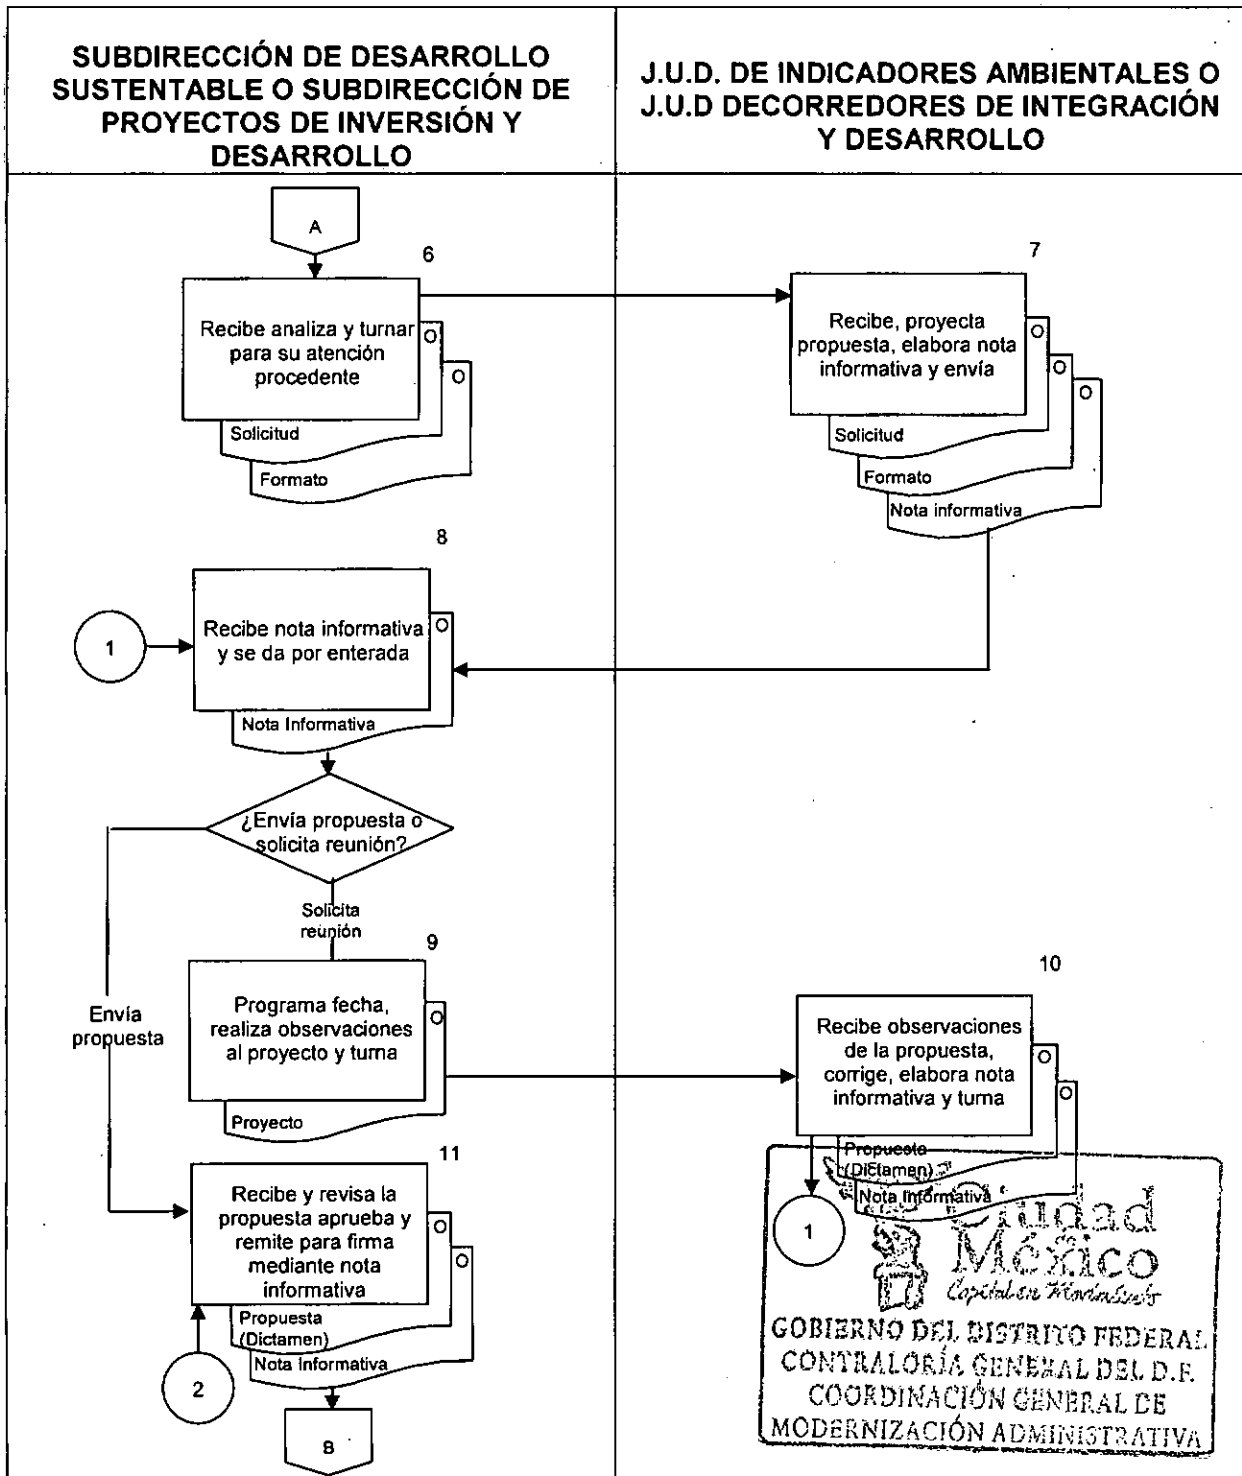 SUBDIRECCIÓN DE DESARROLLO
SUSTENTABLE O SUBDIRECCIÓN DE
PROYECTOS DE INVERSIÓN Y
DESARROLLO
J.U.D. DE INDICADORES AMBIENTALES O
J.U.D DECORREDORES DE INTEGRACIÓN
Y DESARROLLO
A
6
Recibe analiza y turnar
para su atención
procedente
Solicitud
Formato
7
Recibe, proyecta
propuesta, elabora nota
informativa y envía
Solicitud
Formato
Nota informativa
8
1
Recibe nota informativa
y se da por enterada
Nota Informativa
¿Envía propuesta o
solicita reunión?
Solicita
reunión
Envía
propuesta
9
Programa fecha,
realiza observaciones
al proyecto y turna
Proyecto
10
Recibe observaciones
de la propuesta,
corrige, elabora nota
informativa y turna
Propuesta
(Dictamen)
Nota Informativa
1
11
Recibe y revisa la
propuesta aprueba y
remite para firma
mediante nota
informativa
Propuesta
(Dictamen)
Nota Informativa
2
B
Ciudad
México
Capital en Movimiento
GOBIERNO DEL DISTRITO FEDERAL
CONTRALORÍA GENERAL DEL D.F.
COORDINACIÓN GENERAL DE
MODERNIZACIÓN ADMINISTRATIVA